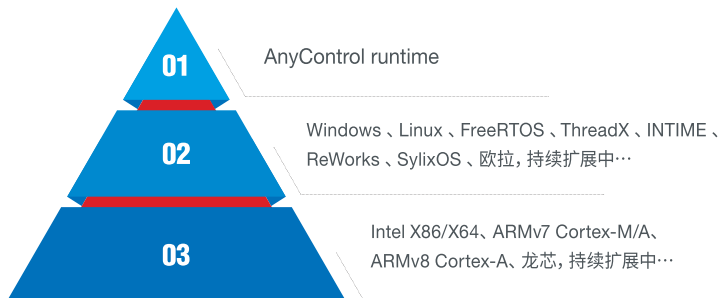 01
AnyControl runtime
02
Windows、Linux、FreeRTOS、ThreadX、INTIME、
ReWorks、SylixOS、欧拉，持续扩展中…
03
Intel X86/X64、ARMv7 Cortex-M/A、
ARMv8 Cortex-A、龙芯，持续扩展中…